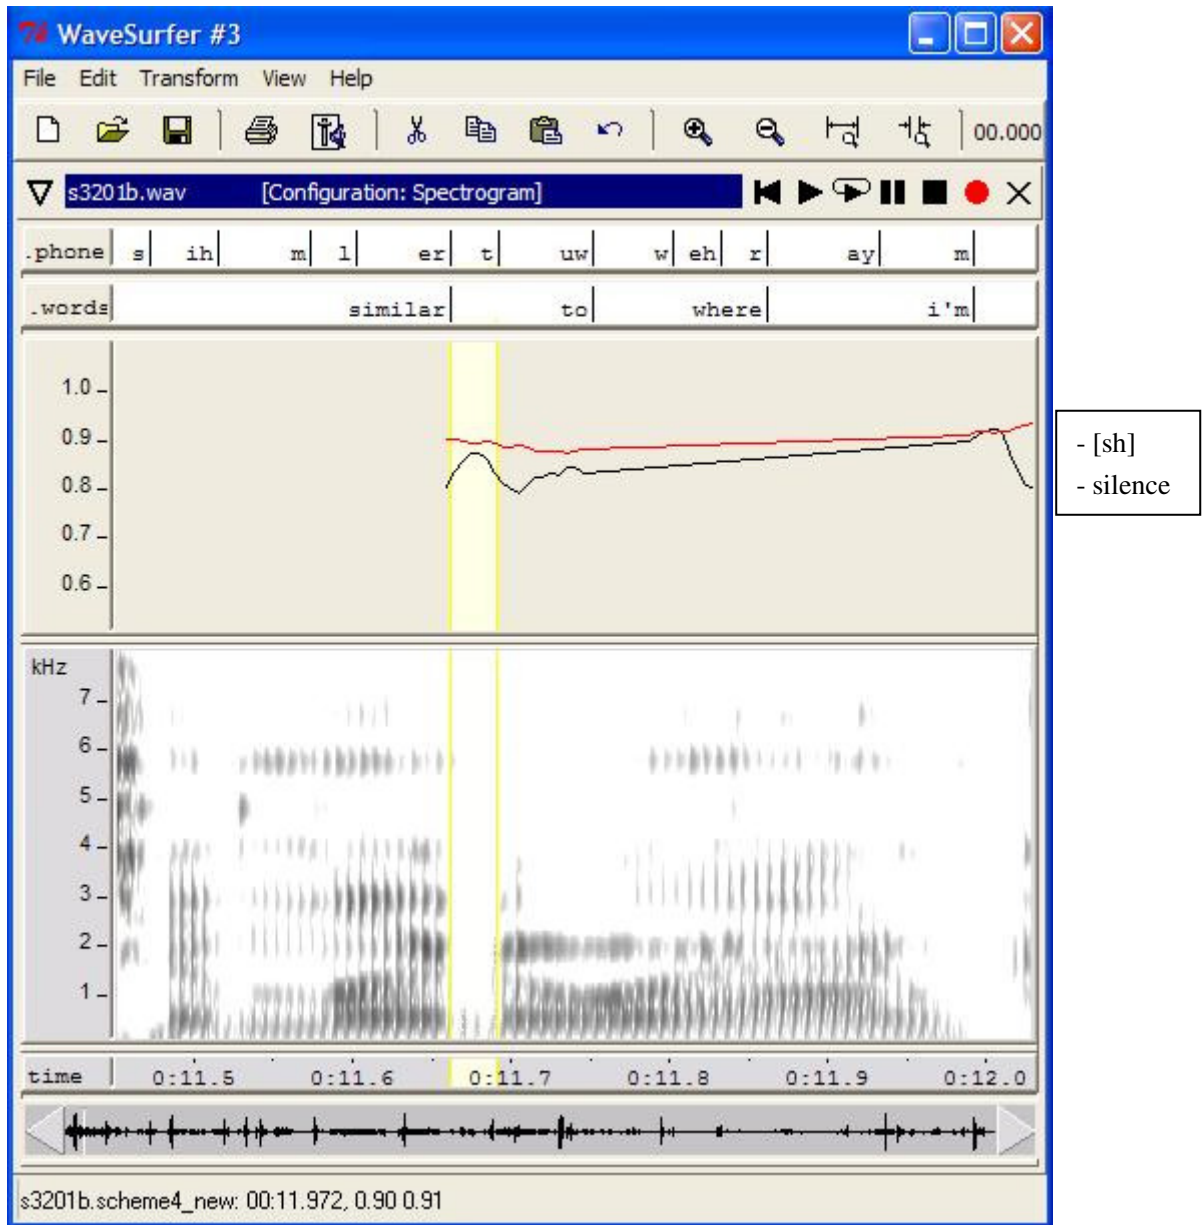 WaveSurfer #3
File Edit Transform View Help
00.000
s3201b.wav [Configuration: Spectrogram]
.phone s ih m l er t uw w eh r ay m
.words similar to where i'm
1.0
0.9
0.8
0.7
0.6
- [sh]
- silence
kHz
7
6
5
4
3
2
1
time 0:11.5 0:11.6 0:11.7 0:11.8 0:11.9 0:12.0
s3201b.scheme4_new: 00:11.972, 0.90 0.91